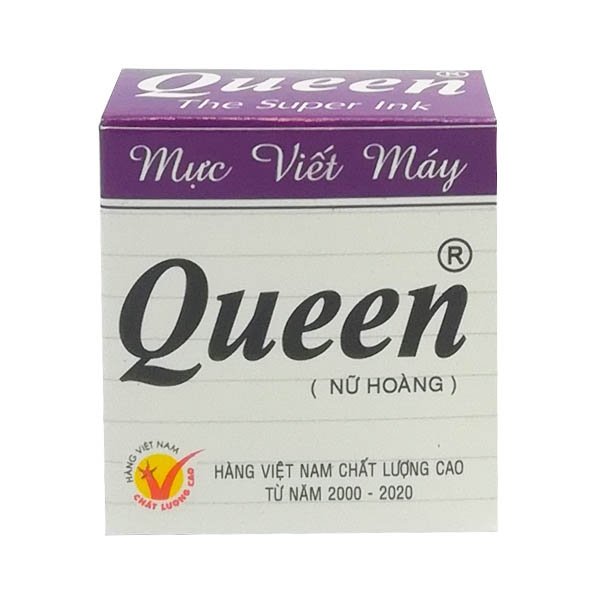 Queen ®
The Super Ink
Mực Viết Máy
Queen ®
( NỮ HOÀNG )
HÀNG VIỆT NAM
CHẤT LƯỢNG CAO
HÀNG VIỆT NAM CHẤT LƯỢNG CAO
TỪ NĂM 2000 - 2020